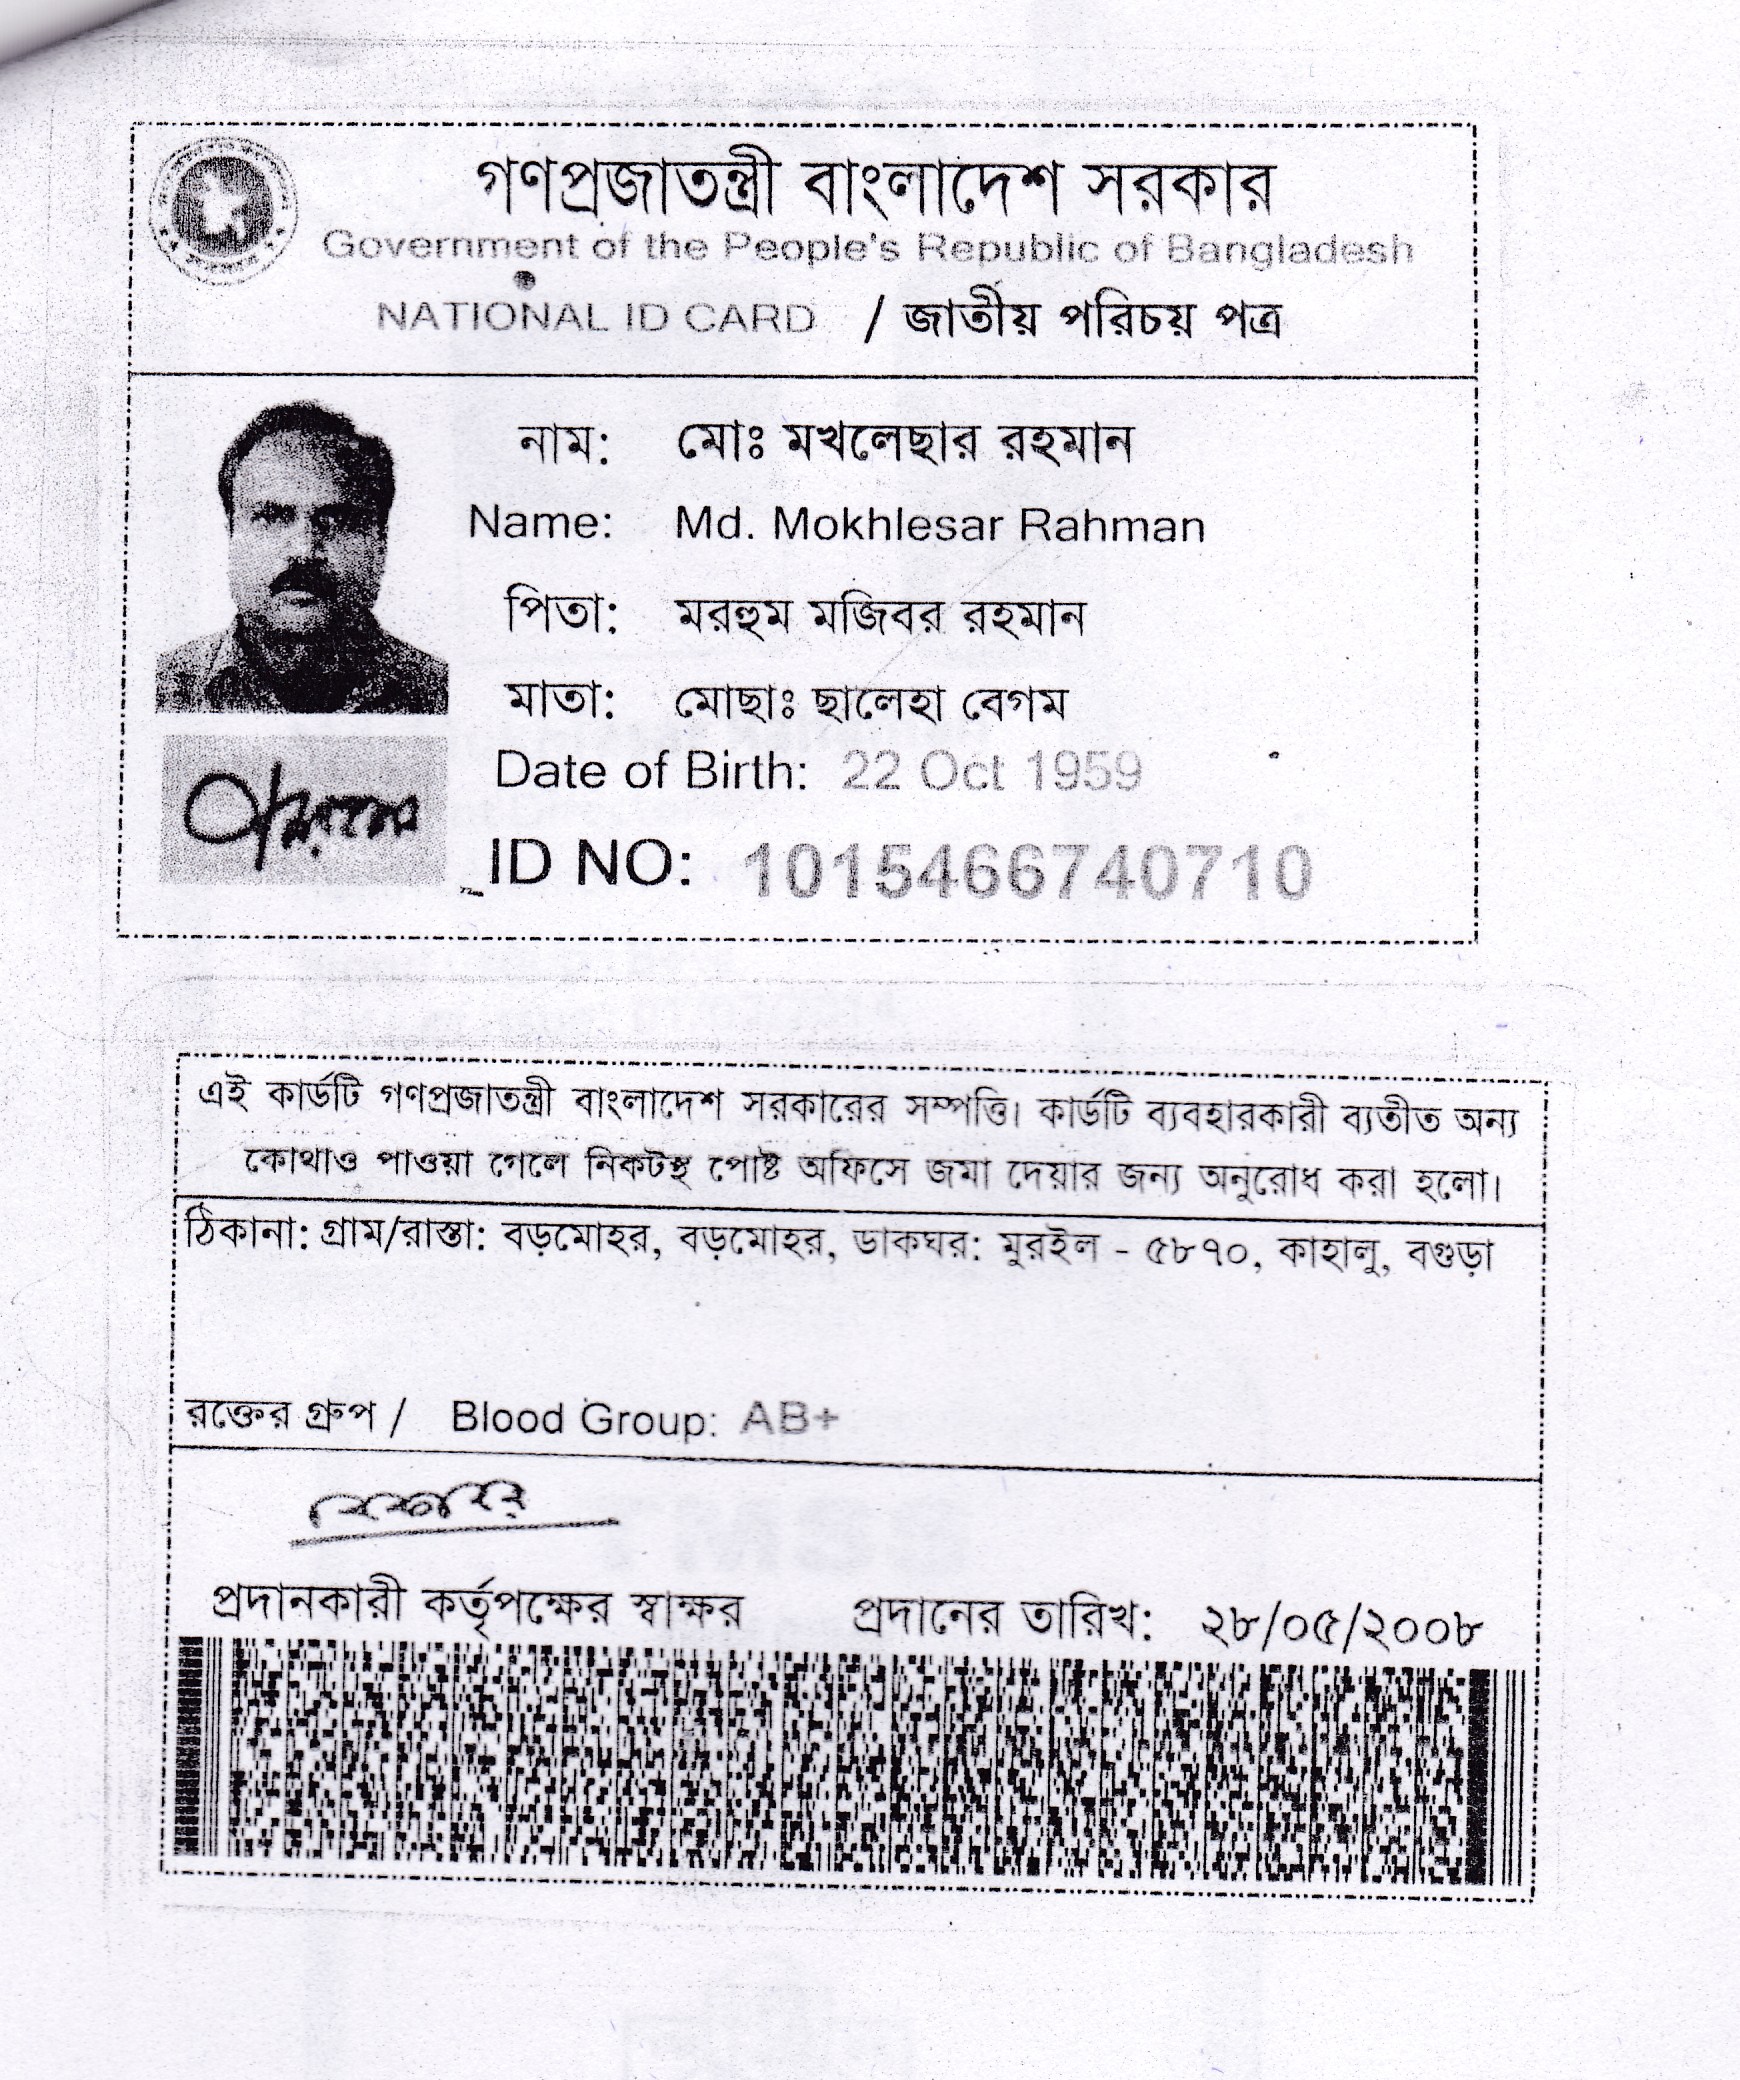 গণপ্রজাতন্ত্রী বাংলাদেশ সরকার
Government of the People's Republic of Bangladesh
NATIONAL ID CARD / জাতীয় পরিচয় পত্র
নাম: মোঃ মখলেছার রহমান
Name: Md. Mokhlesar Rahman
পিতা: মরহুম মজিবর রহমান
মাতা: মোছাঃ ছালেহা বেগম
Date of Birth: 22 Oct 1959
ID NO: 1015466740710
এই কার্ডটি গণপ্রজাতন্ত্রী বাংলাদেশ সরকারের সম্পত্তি। কার্ডটি ব্যবহারকারী ব্যতীত অন্য
কোথাও পাওয়া গেলে নিকটস্থ পোষ্ট অফিসে জমা দেয়ার জন্য অনুরোধ করা হলো।
ঠিকানা: গ্রাম/রাস্তা: বড়মোহর, বড়মোহর, ডাকঘর: মুরইল - ৫৮৭০, কাহালু, বগুড়া
রক্তের গ্রুপ / Blood Group: AB+
প্রদানকারী কর্তৃপক্ষের স্বাক্ষর প্রদানের তারিখ: ২৮/০৫/২০০৮